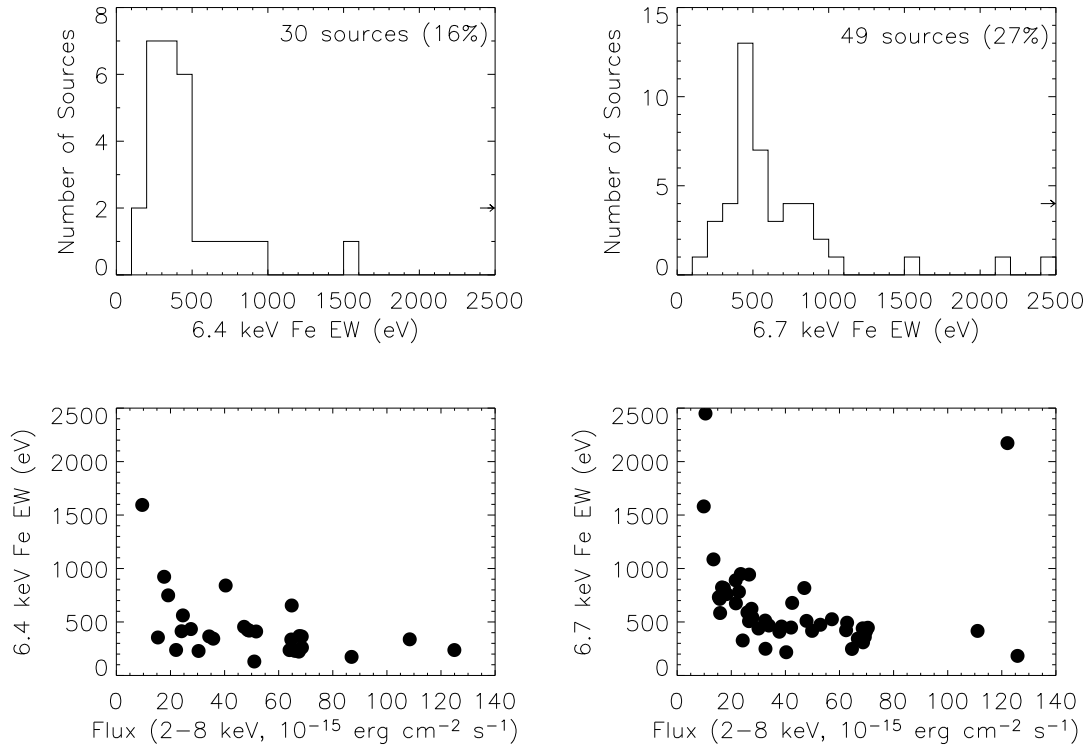 30 sources (16%)
8
6
4
2
0
Number of Sources
0 500 1000 1500 2000 2500
6.4 keV Fe EW (eV)
49 sources (27%)
15
10
5
0
Number of Sources
0 500 1000 1500 2000 2500
6.7 keV Fe EW (eV)
2500
2000
1500
1000
500
0
6.4 keV Fe EW (eV)
0 20 40 60 80 100 120 140
Flux (2−8 keV, 10⁻¹⁵ erg cm⁻² s⁻¹)
2500
2000
1500
1000
500
0
6.7 keV Fe EW (eV)
0 20 40 60 80 100 120 140
Flux (2−8 keV, 10⁻¹⁵ erg cm⁻² s⁻¹)